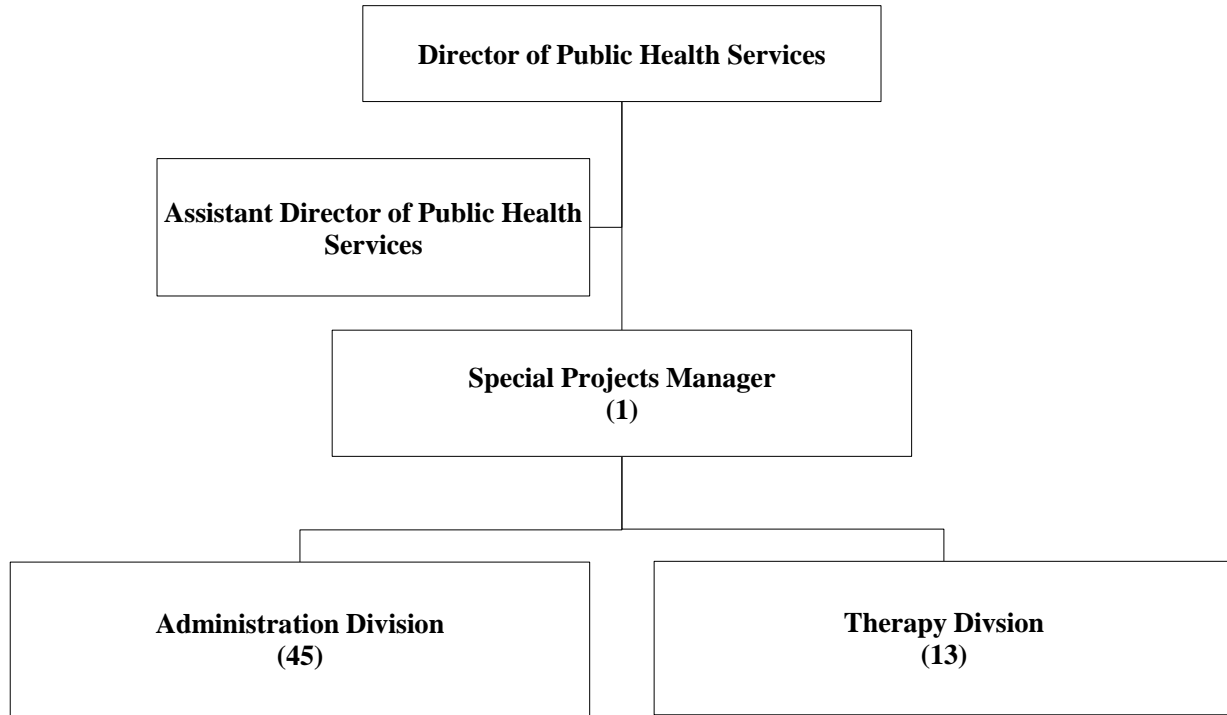 Director of Public Health Services
Assistant Director of Public Health
Services
Special Projects Manager
(1)
Administration Division
(45)
Therapy Divsion
(13)